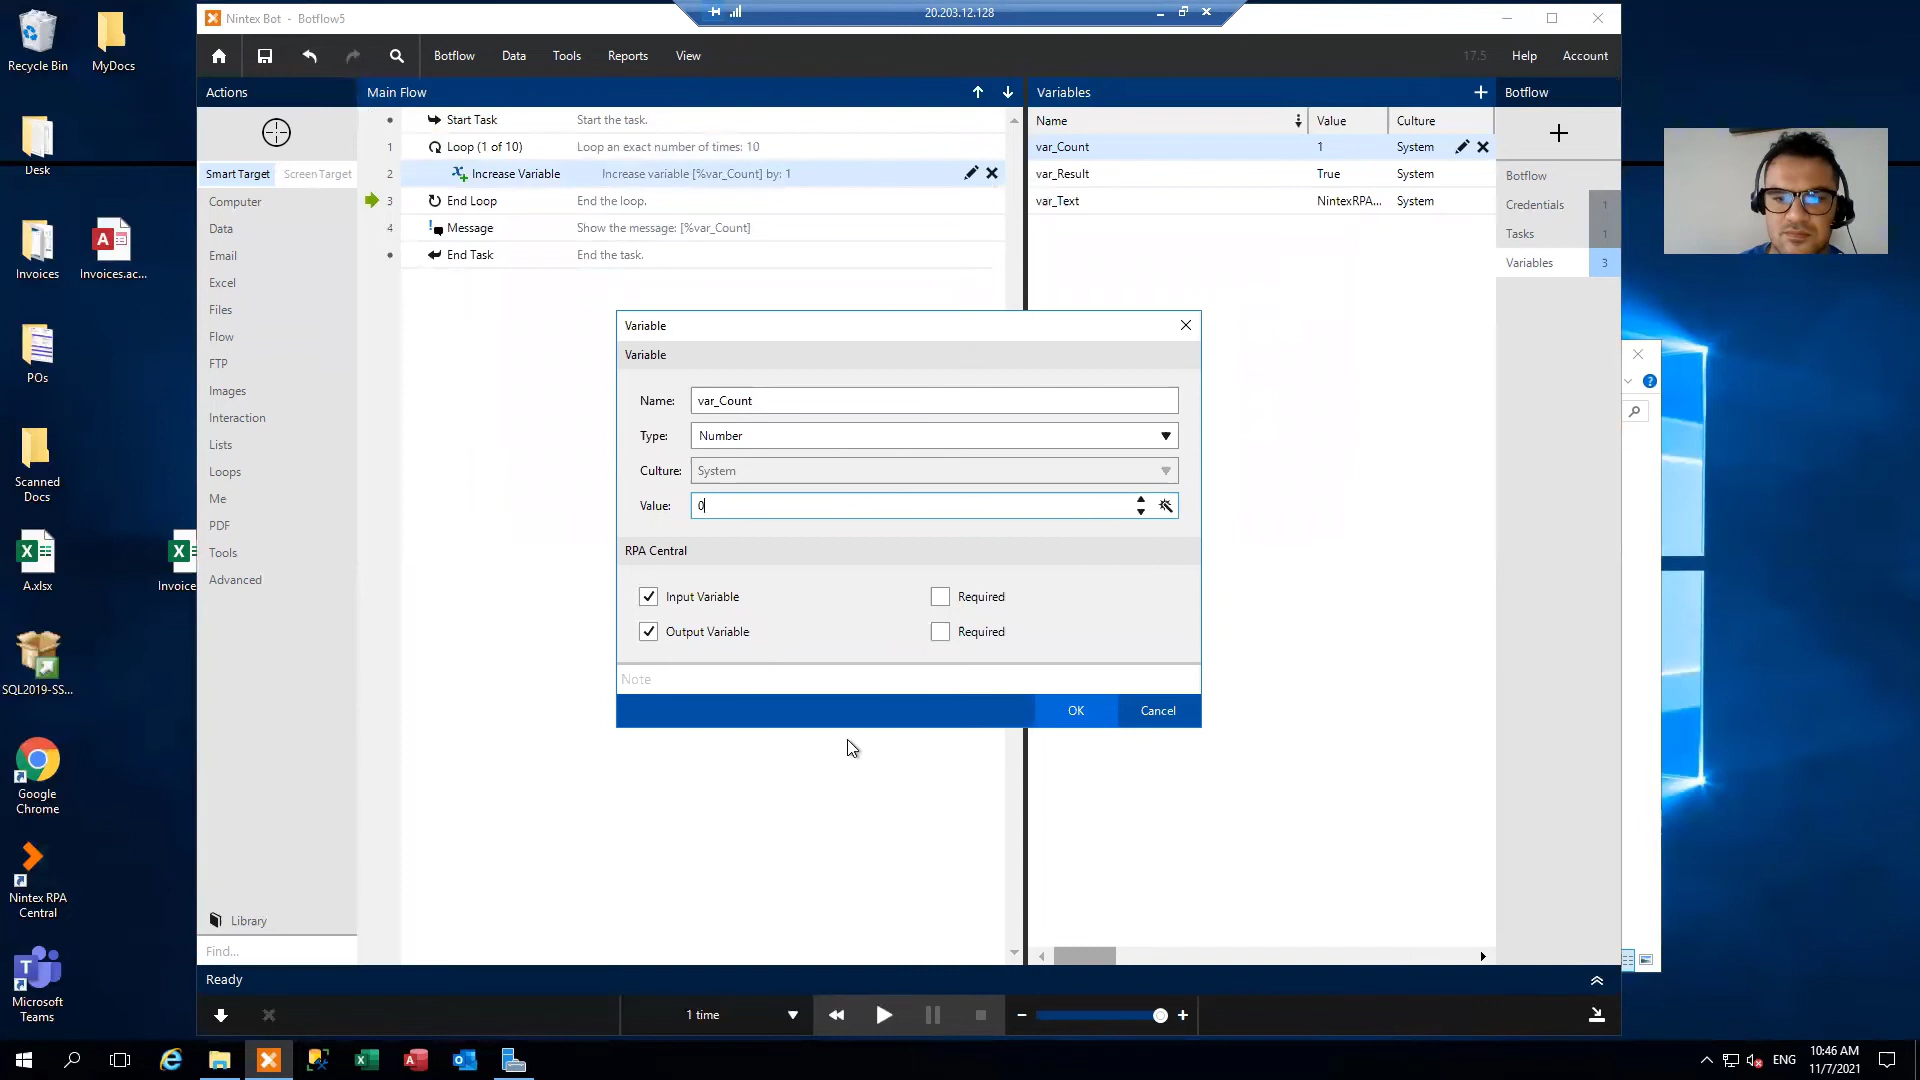 Recycle Bin
MyDocs
Desk
Invoices
Invoices.ac...
POs
Scanned
Docs
A.xlsx
Invoice
SQL2019-SS...
Google
Chrome
Nintex RPA
Central
Microsoft
Teams
Nintex Bot - Botflow5
20.203.12.128
Botflow
Data
Tools
Reports
View
17.5
Help
Account
Actions
Main Flow
Variables
Botflow
Smart Target
Screen Target
Computer
Data
Email
Excel
Files
Flow
FTP
Images
Interaction
Lists
Loops
Me
PDF
Tools
Advanced
Library
Find...
Start Task
Start the task.
1
Loop (1 of 10)
Loop an exact number of times: 10
2
Increase Variable
Increase variable [%var_Count] by: 1
3
End Loop
End the loop.
4
Message
Show the message: [%var_Count]
End Task
End the task.
Name
Value
Culture
var_Count
1
System
var_Result
True
System
var_Text
NintexRPA...
System
Botflow
Credentials
1
Tasks
1
Variables
3
Variable
Variable
Name:
var_Count
Type:
Number
Culture:
System
Value:
0
RPA Central
Input Variable
Required
Output Variable
Required
Note
OK
Cancel
Ready
1 time
ENG
10:46 AM
11/7/2021